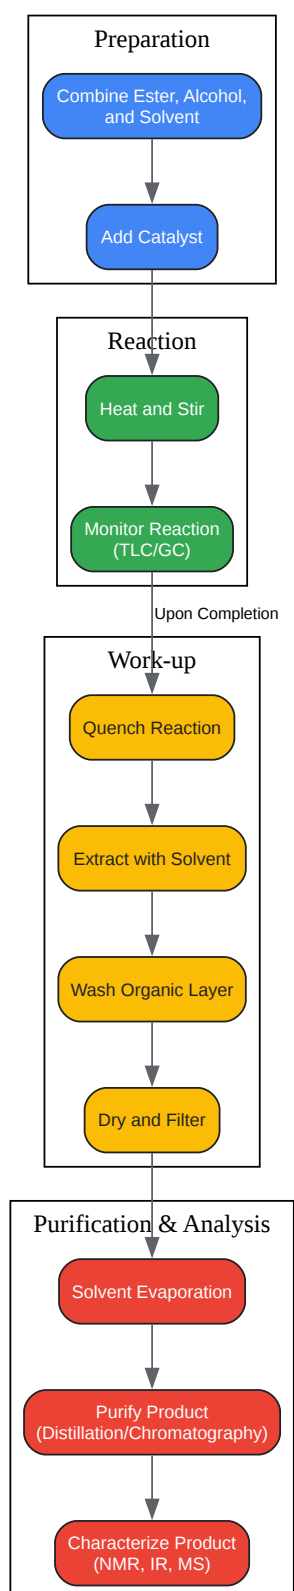 Preparation
Combine Ester, Alcohol,
and Solvent
Add Catalyst
Reaction
Heat and Stir
Monitor Reaction
(TLC/GC)
Upon Completion
Work-up
Quench Reaction
Extract with Solvent
Wash Organic Layer
Dry and Filter
Purification & Analysis
Solvent Evaporation
Purify Product
(Distillation/Chromatography)
Characterize Product
(NMR, IR, MS)